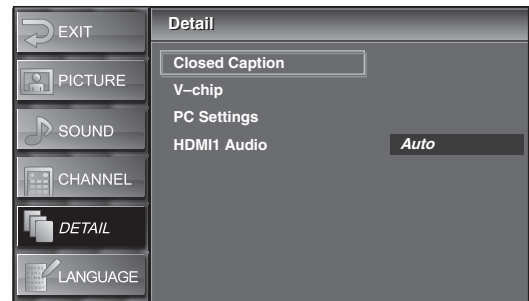 EXIT
PICTURE
SOUND
CHANNEL
DETAIL
LANGUAGE
Detail
Closed Caption
V–chip
PC Settings
HDMI1 Audio Auto